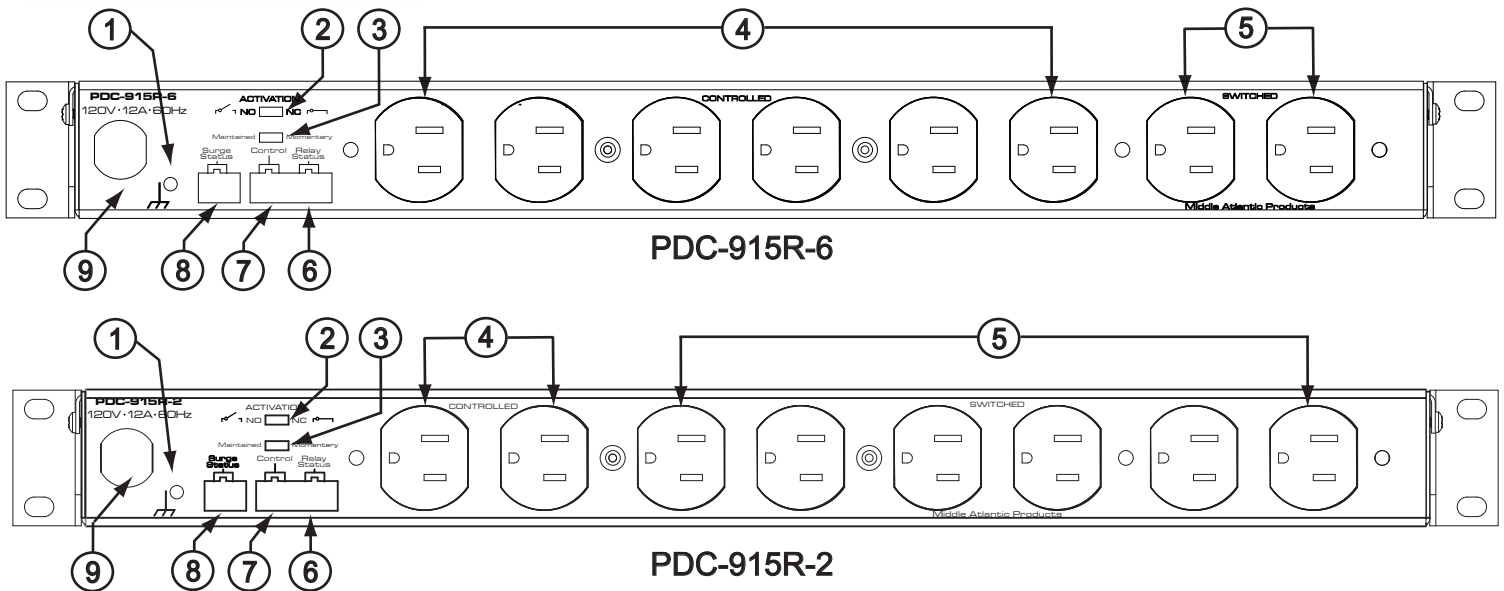 1 2 3 4 5
PDC-915R-6
120V·12A·60Hz
ACTIVATION
NO NC
Maintained Momentary
Surge Status
Control
Relay Status
CONTROLLED
SWITCHED
Middle Atlantic Products
9 8 7 6
PDC-915R-6
1 2 3 4 5
PDC-915R-2
120V·12A·60Hz
ACTIVATION
NO NC
Maintained Momentary
Surge Status
Control
Relay Status
CONTROLLED
SWITCHED
Middle Atlantic Products
9 8 7 6
PDC-915R-2